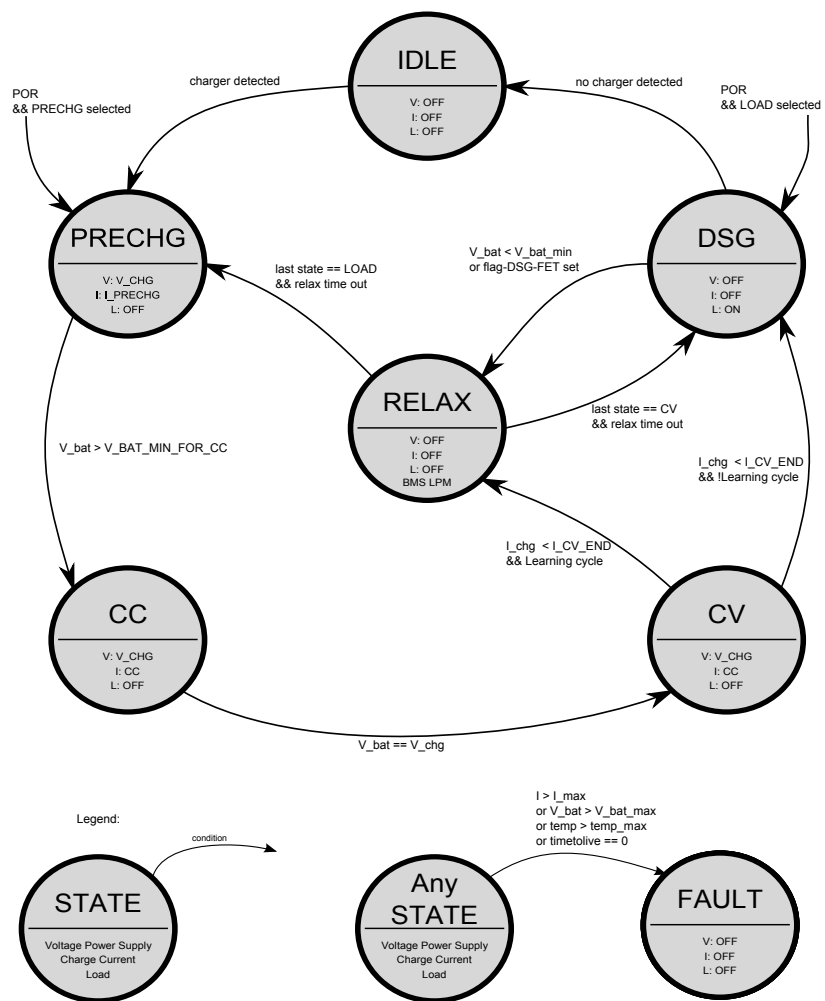 IDLE
V: OFF
I: OFF
L: OFF
charger detected
no charger detected
POR
&& PRECHG selected
POR
&& LOAD selected
PRECHG
V: V_CHG
I: I_PRECHG
L: OFF
last state == LOAD
&& relax time out
V_bat < V_bat_min
or flag-DSG-FET set
DSG
V: OFF
I: OFF
L: ON
RELAX
V: OFF
I: OFF
L: OFF
BMS LPM
last state == CV
&& relax time out
V_bat > V_BAT_MIN_FOR_CC
I_chg < I_CV_END
&& !Learning cycle
I_chg < I_CV_END
&& Learning cycle
CC
V: V_CHG
I: CC
L: OFF
CV
V: V_CHG
I: CC
L: OFF
V_bat == V_chg
Legend:
condition
STATE
Voltage Power Supply
Charge Current
Load
I > I_max
or V_bat > V_bat_max
or temp > temp_max
or timetolive == 0
Any
STATE
Voltage Power Supply
Charge Current
Load
FAULT
V: OFF
I: OFF
L: OFF